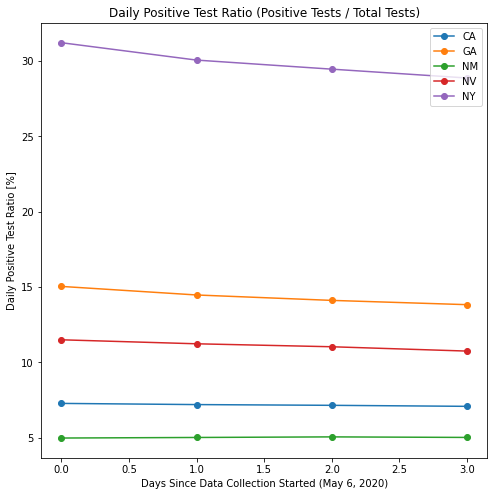 Daily Positive Test Ratio (Positive Tests / Total Tests)
CA
GA
NM
NV
NY
Daily Positive Test Ratio [%]
30
25
20
15
10
5
0.0 0.5 1.0 1.5 2.0 2.5 3.0
Days Since Data Collection Started (May 6, 2020)